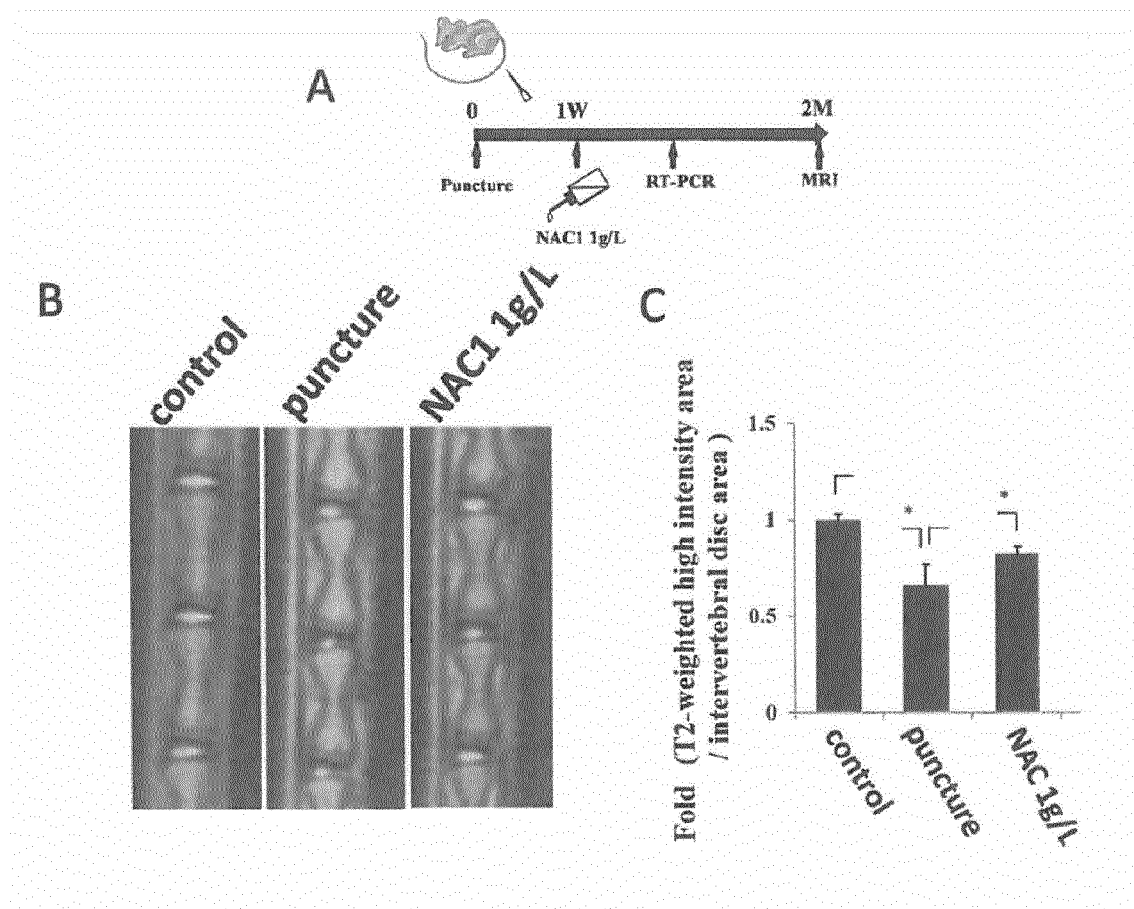 A
0 1W 2M
Puncture RT-PCR MRI
NAC1 1g/L
B
control puncture NAC1 1g/L
C
Fold (T2-weighted high intensity area
/ intervertebral disc area )
1.5
1
0.5
0
* *
control puncture NAC 1g/L